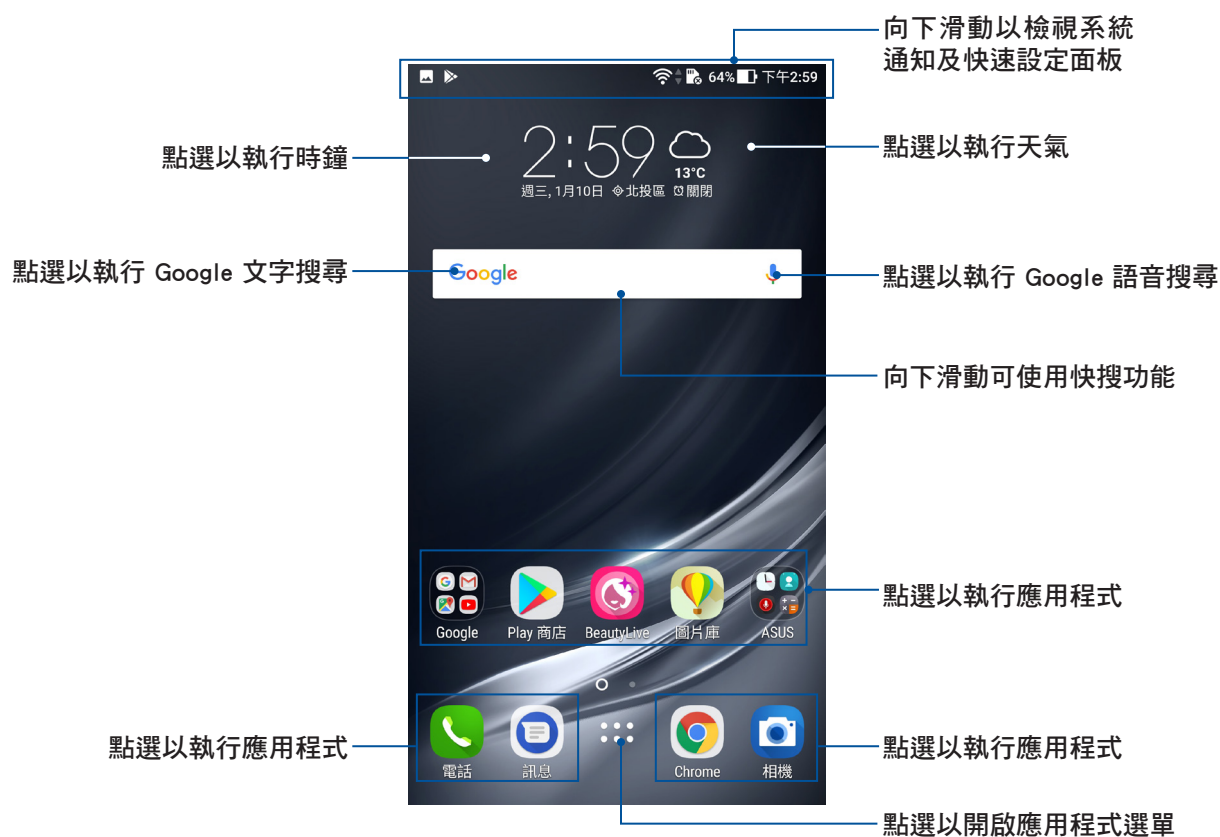 向下滑動以檢視系統
通知及快速設定面板
64% 下午2:59
點選以執行時鐘
2:59
13°C
週三, 1月10日 北投區 關閉
點選以執行天氣
點選以執行 Google 文字搜尋
Google
點選以執行 Google 語音搜尋
向下滑動可使用快搜功能
Google Play 商店 BeautyLive 圖片庫 ASUS
點選以執行應用程式
點選以執行應用程式
電話 訊息 Chrome 相機
點選以執行應用程式
點選以開啟應用程式選單